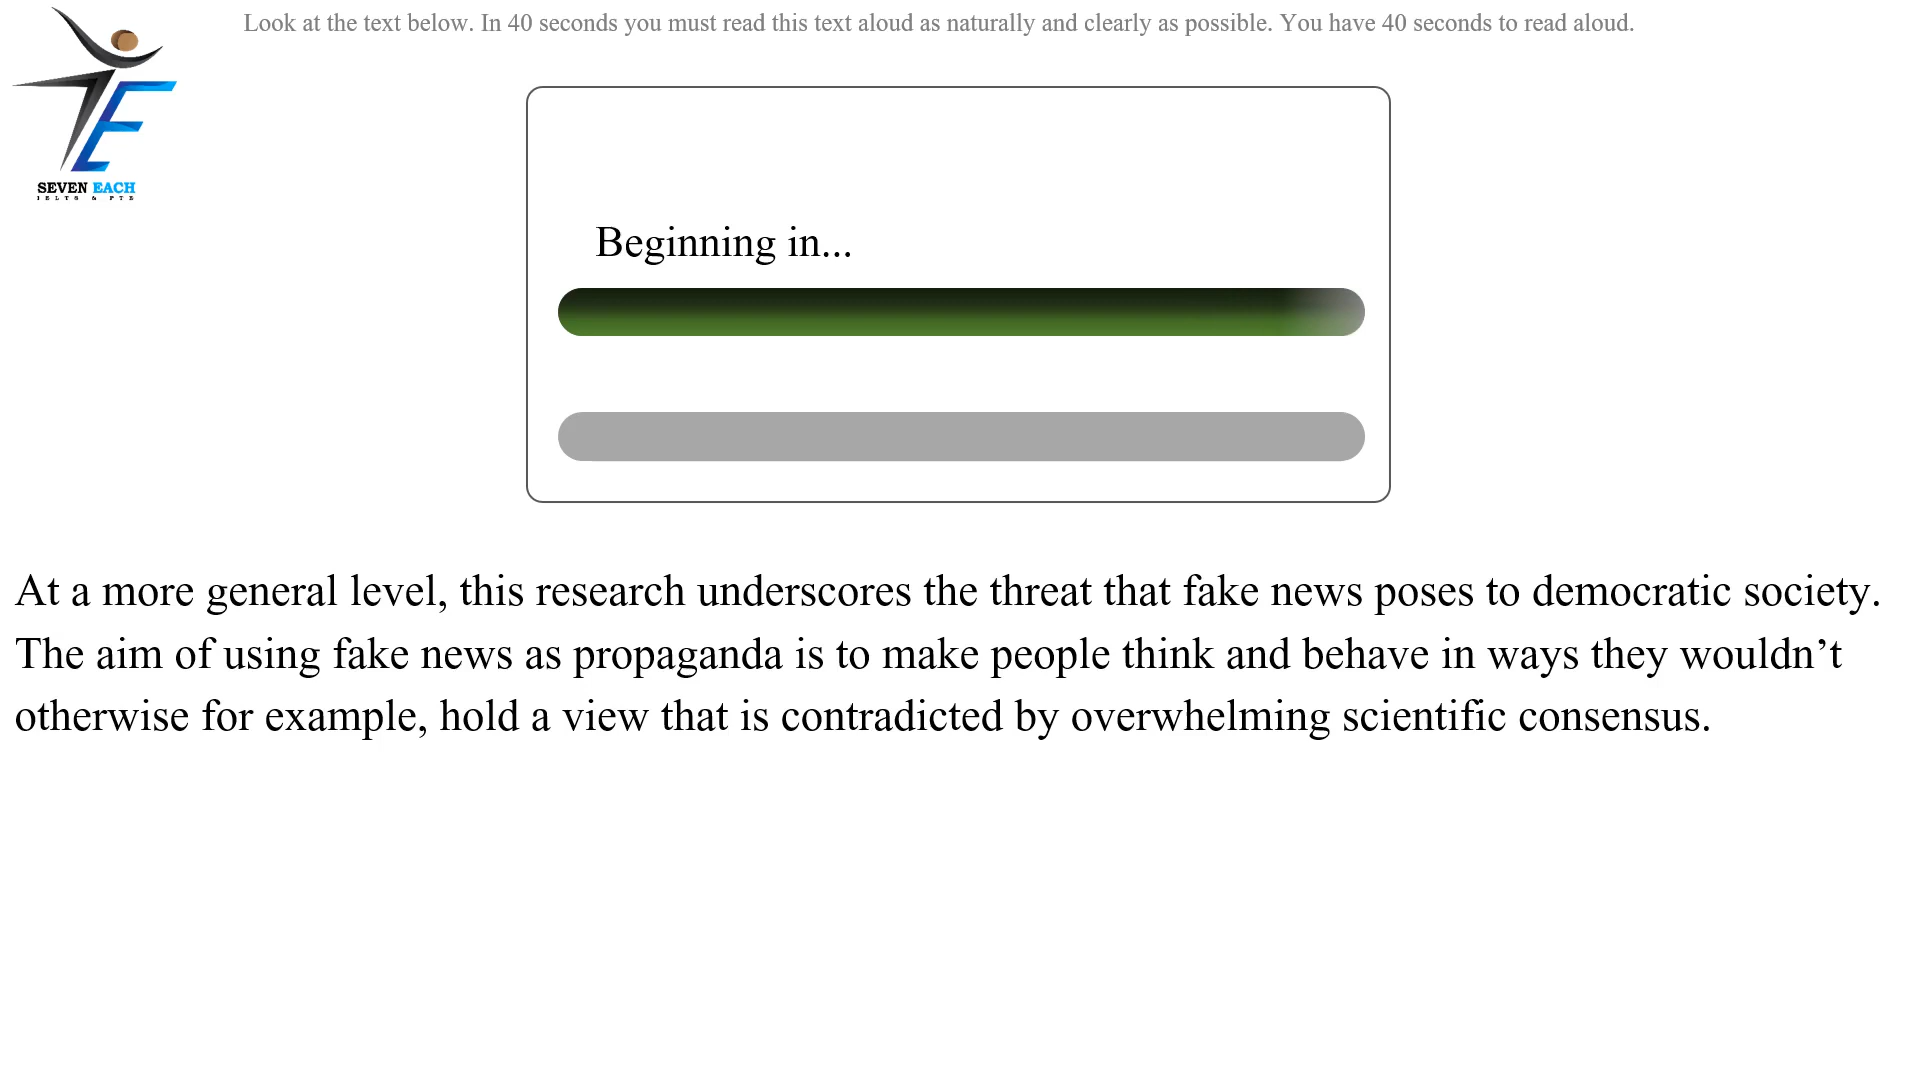 Look at the text below. In 40 seconds you must read this text aloud as naturally and clearly as possible. You have 40 seconds to read aloud.
SEVEN EACH
IELTS & PTE
Beginning in...
At a more general level, this research underscores the threat that fake news poses to democratic society.
The aim of using fake news as propaganda is to make people think and behave in ways they wouldn’t
otherwise for example, hold a view that is contradicted by overwhelming scientific consensus.